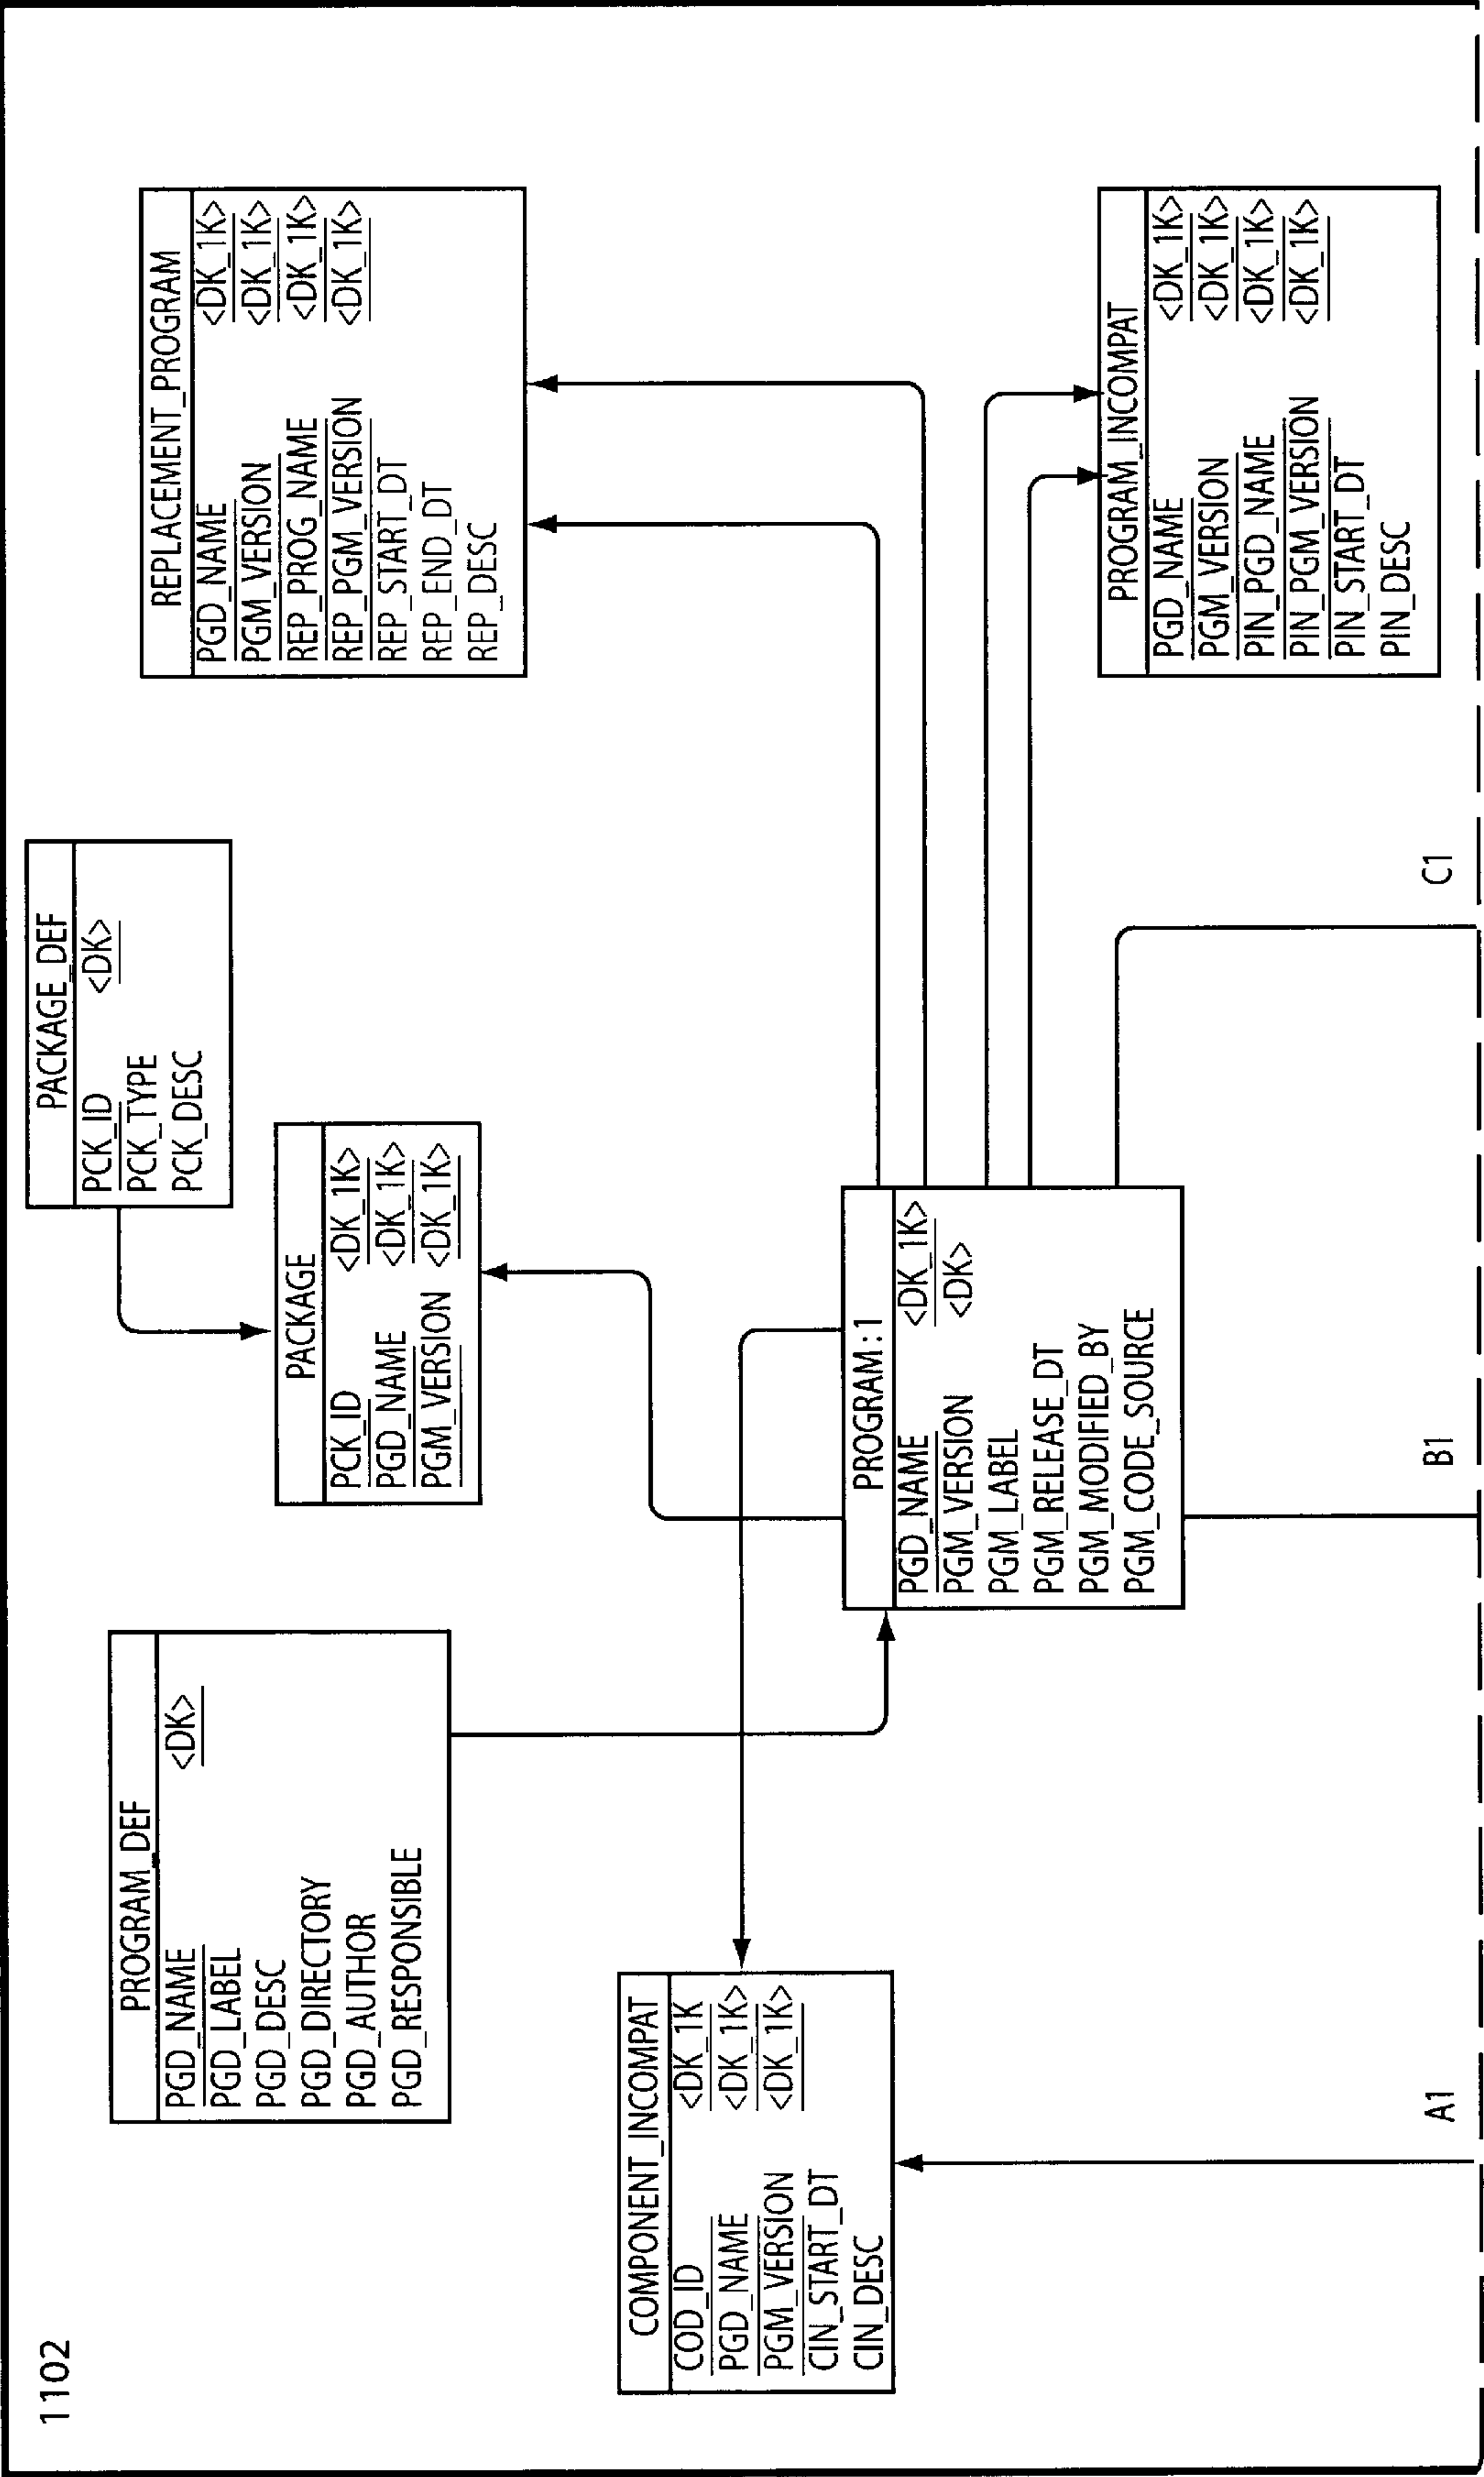 1102
PROGRAM_DEF
PGD_NAME <DK>
PGD_LABEL
PGD_DESC
PGD_DIRECTORY
PGD_AUTHOR
PGD_RESPONSIBLE
PACKAGE_DEF
PCK_ID <DK>
PCK_TYPE
PCK_DESC
REPLACEMENT_PROGRAM
PGD_NAME <DK_1K>
PGM_VERSION <DK_1K>
REP_PROG_NAME <DK_1K>
REP_PGM_VERSION <DK_1K>
REP_START_DT
REP_END_DT
REP_DESC
PACKAGE
PCK_ID <DK_1K>
PGD_NAME <DK_1K>
PGM_VERSION <DK_1K>
COMPONENT_INCOMPAT
COD_ID <DK_1K
PGD_NAME <DK_1K>
PGM_VERSION <DK_1K>
CIN_START_DT
CIN_DESC
PROGRAM:1
PGD_NAME <DK_1K>
PGM_VERSION <DK>
PGM_LABEL
PGM_RELEASE_DT
PGM_MODIFIED_BY
PGM_CODE_SOURCE
PROGRAM_INCOMPAT
PGD_NAME <DK_1K>
PGM_VERSION <DK_1K>
PIN_PGD_NAME <DK_1K>
PIN_PGM_VERSION <DK_1K>
PIN_START_DT
PIN_DESC
A1
B1
C1